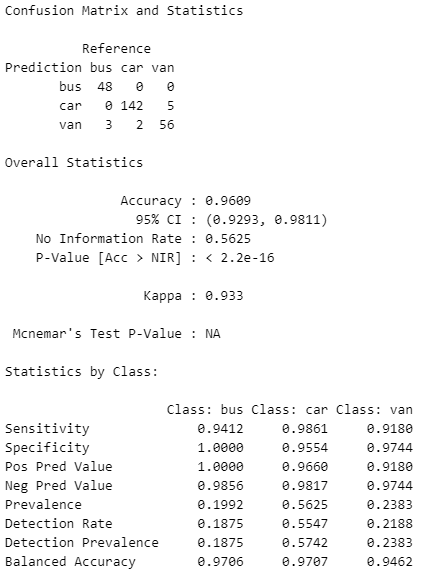 Confusion Matrix and Statistics
Reference
Prediction bus car van
bus 48 0 0
car 0 142 5
van 3 2 56
Overall Statistics
Accuracy : 0.9609
95% CI : (0.9293, 0.9811)
No Information Rate : 0.5625
P-Value [Acc > NIR] : < 2.2e-16
Kappa : 0.933
Mcnemar's Test P-Value : NA
Statistics by Class:
Class: bus Class: car Class: van
Sensitivity 0.9412 0.9861 0.9180
Specificity 1.0000 0.9554 0.9744
Pos Pred Value 1.0000 0.9660 0.9180
Neg Pred Value 0.9856 0.9817 0.9744
Prevalence 0.1992 0.5625 0.2383
Detection Rate 0.1875 0.5547 0.2188
Detection Prevalence 0.1875 0.5742 0.2383
Balanced Accuracy 0.9706 0.9707 0.9462